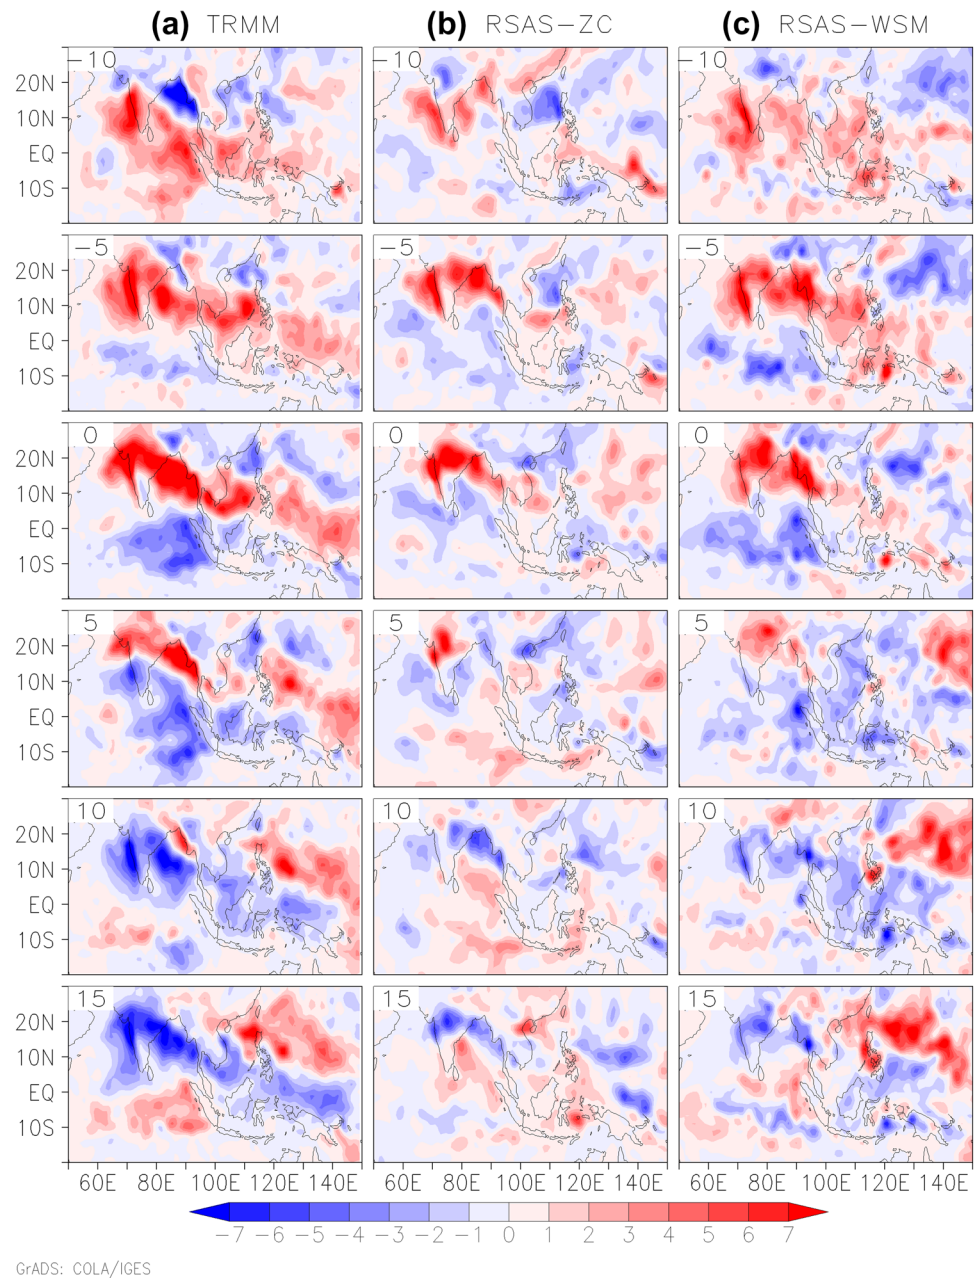 (a) TRMM (b) RSAS−ZC (c) RSAS−WSM
−10 −10 −10
20N
10N
EQ
10S
−5 −5 −5
20N
10N
EQ
10S
0 0 0
20N
10N
EQ
10S
5 5 5
20N
10N
EQ
10S
10 10 10
20N
10N
EQ
10S
15 15 15
20N
10N
EQ
10S
60E 80E 100E 120E 140E 60E 80E 100E 120E 140E 60E 80E 100E 120E 140E
−7 −6 −5 −4 −3 −2 −1 0 1 2 3 4 5 6 7
GrADS: COLA/IGES